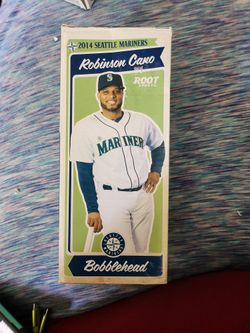 2014 SEATTLE MARINERS
Robinson Cano
ROOT
SPORTS
S
MARINERS
Bobblehead